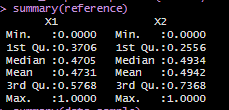 > summary(reference)
X1 X2
Min. :0.0000 Min. :0.0000
1st Qu.:0.3706 1st Qu.:0.2556
Median :0.4705 Median :0.4934
Mean :0.4731 Mean :0.4942
3rd Qu.:0.5768 3rd Qu.:0.7368
Max. :1.0000 Max. :1.0000